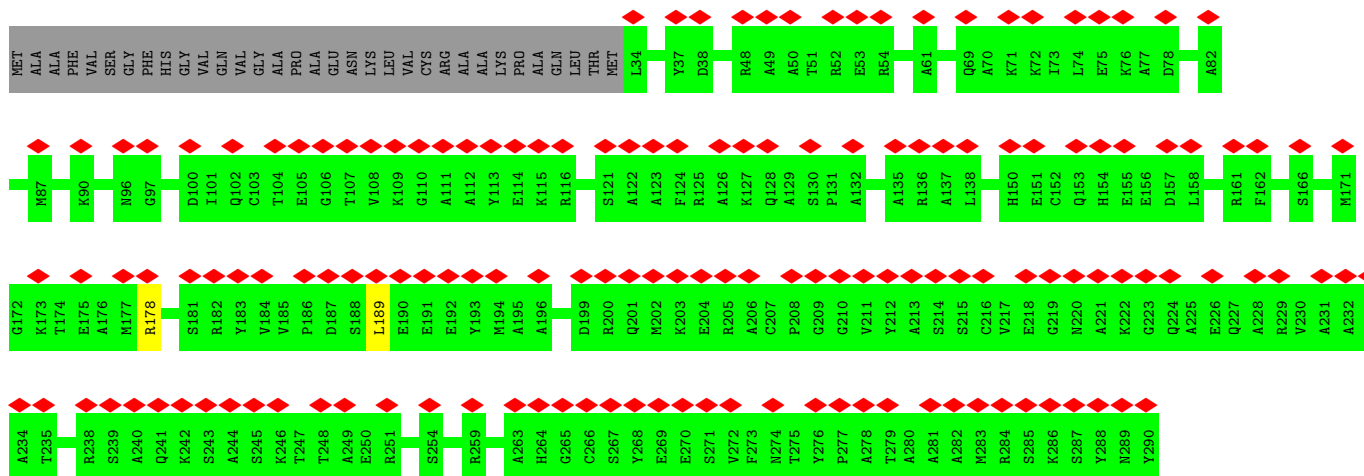 MET ALA ALA PHE VAL SER GLY PHE HIS GLY VAL GLN VAL GLY ALA PRO ALA GLU ASN LYS LEU VAL CYS ARG ALA ALA LYS PRO ALA GLN LEU THR MET L34 Y37 D38 R48 A49 A50 T51 R52 E53 R54 A61 Q69 A70 K71 K72 I73 L74 E75 K76 A77 D78 A82
M87 K90 N96 G97 D100 I101 Q102 C103 T104 E105 G106 T107 V108 K109 G110 A111 A112 Y113 E114 K115 R116 S121 A122 A123 F124 R125 A126 K127 Q128 A129 S130 P131 A132 A135 R136 A137 L138 H150 E151 C152 Q153 H154 E155 E156 D157 L158 R161 F162 S166 M171
G172 K173 T174 E175 A176 M177 R178 S181 R182 Y183 V184 V185 P186 D187 S188 L189 E190 E191 E192 Y193 M194 A195 A196 D199 R200 Q201 M202 K203 E204 R205 A206 C207 P208 G209 G210 V211 Y212 A213 S214 S215 C216 V217 E218 G219 N220 A221 K222 G223 Q224 A225 E226 Q227 A228 R229 V230 A231 A232
A234 T235 R238 S239 A240 Q241 K242 S243 A244 S245 K246 T247 T248 A249 E250 R251 S254 R259 A263 H264 G265 C266 S267 Y268 E269 E270 S271 V272 F273 N274 T275 Y276 P277 A278 T279 A280 A281 A282 M283 R284 S285 K286 S287 Y288 N289 Y290